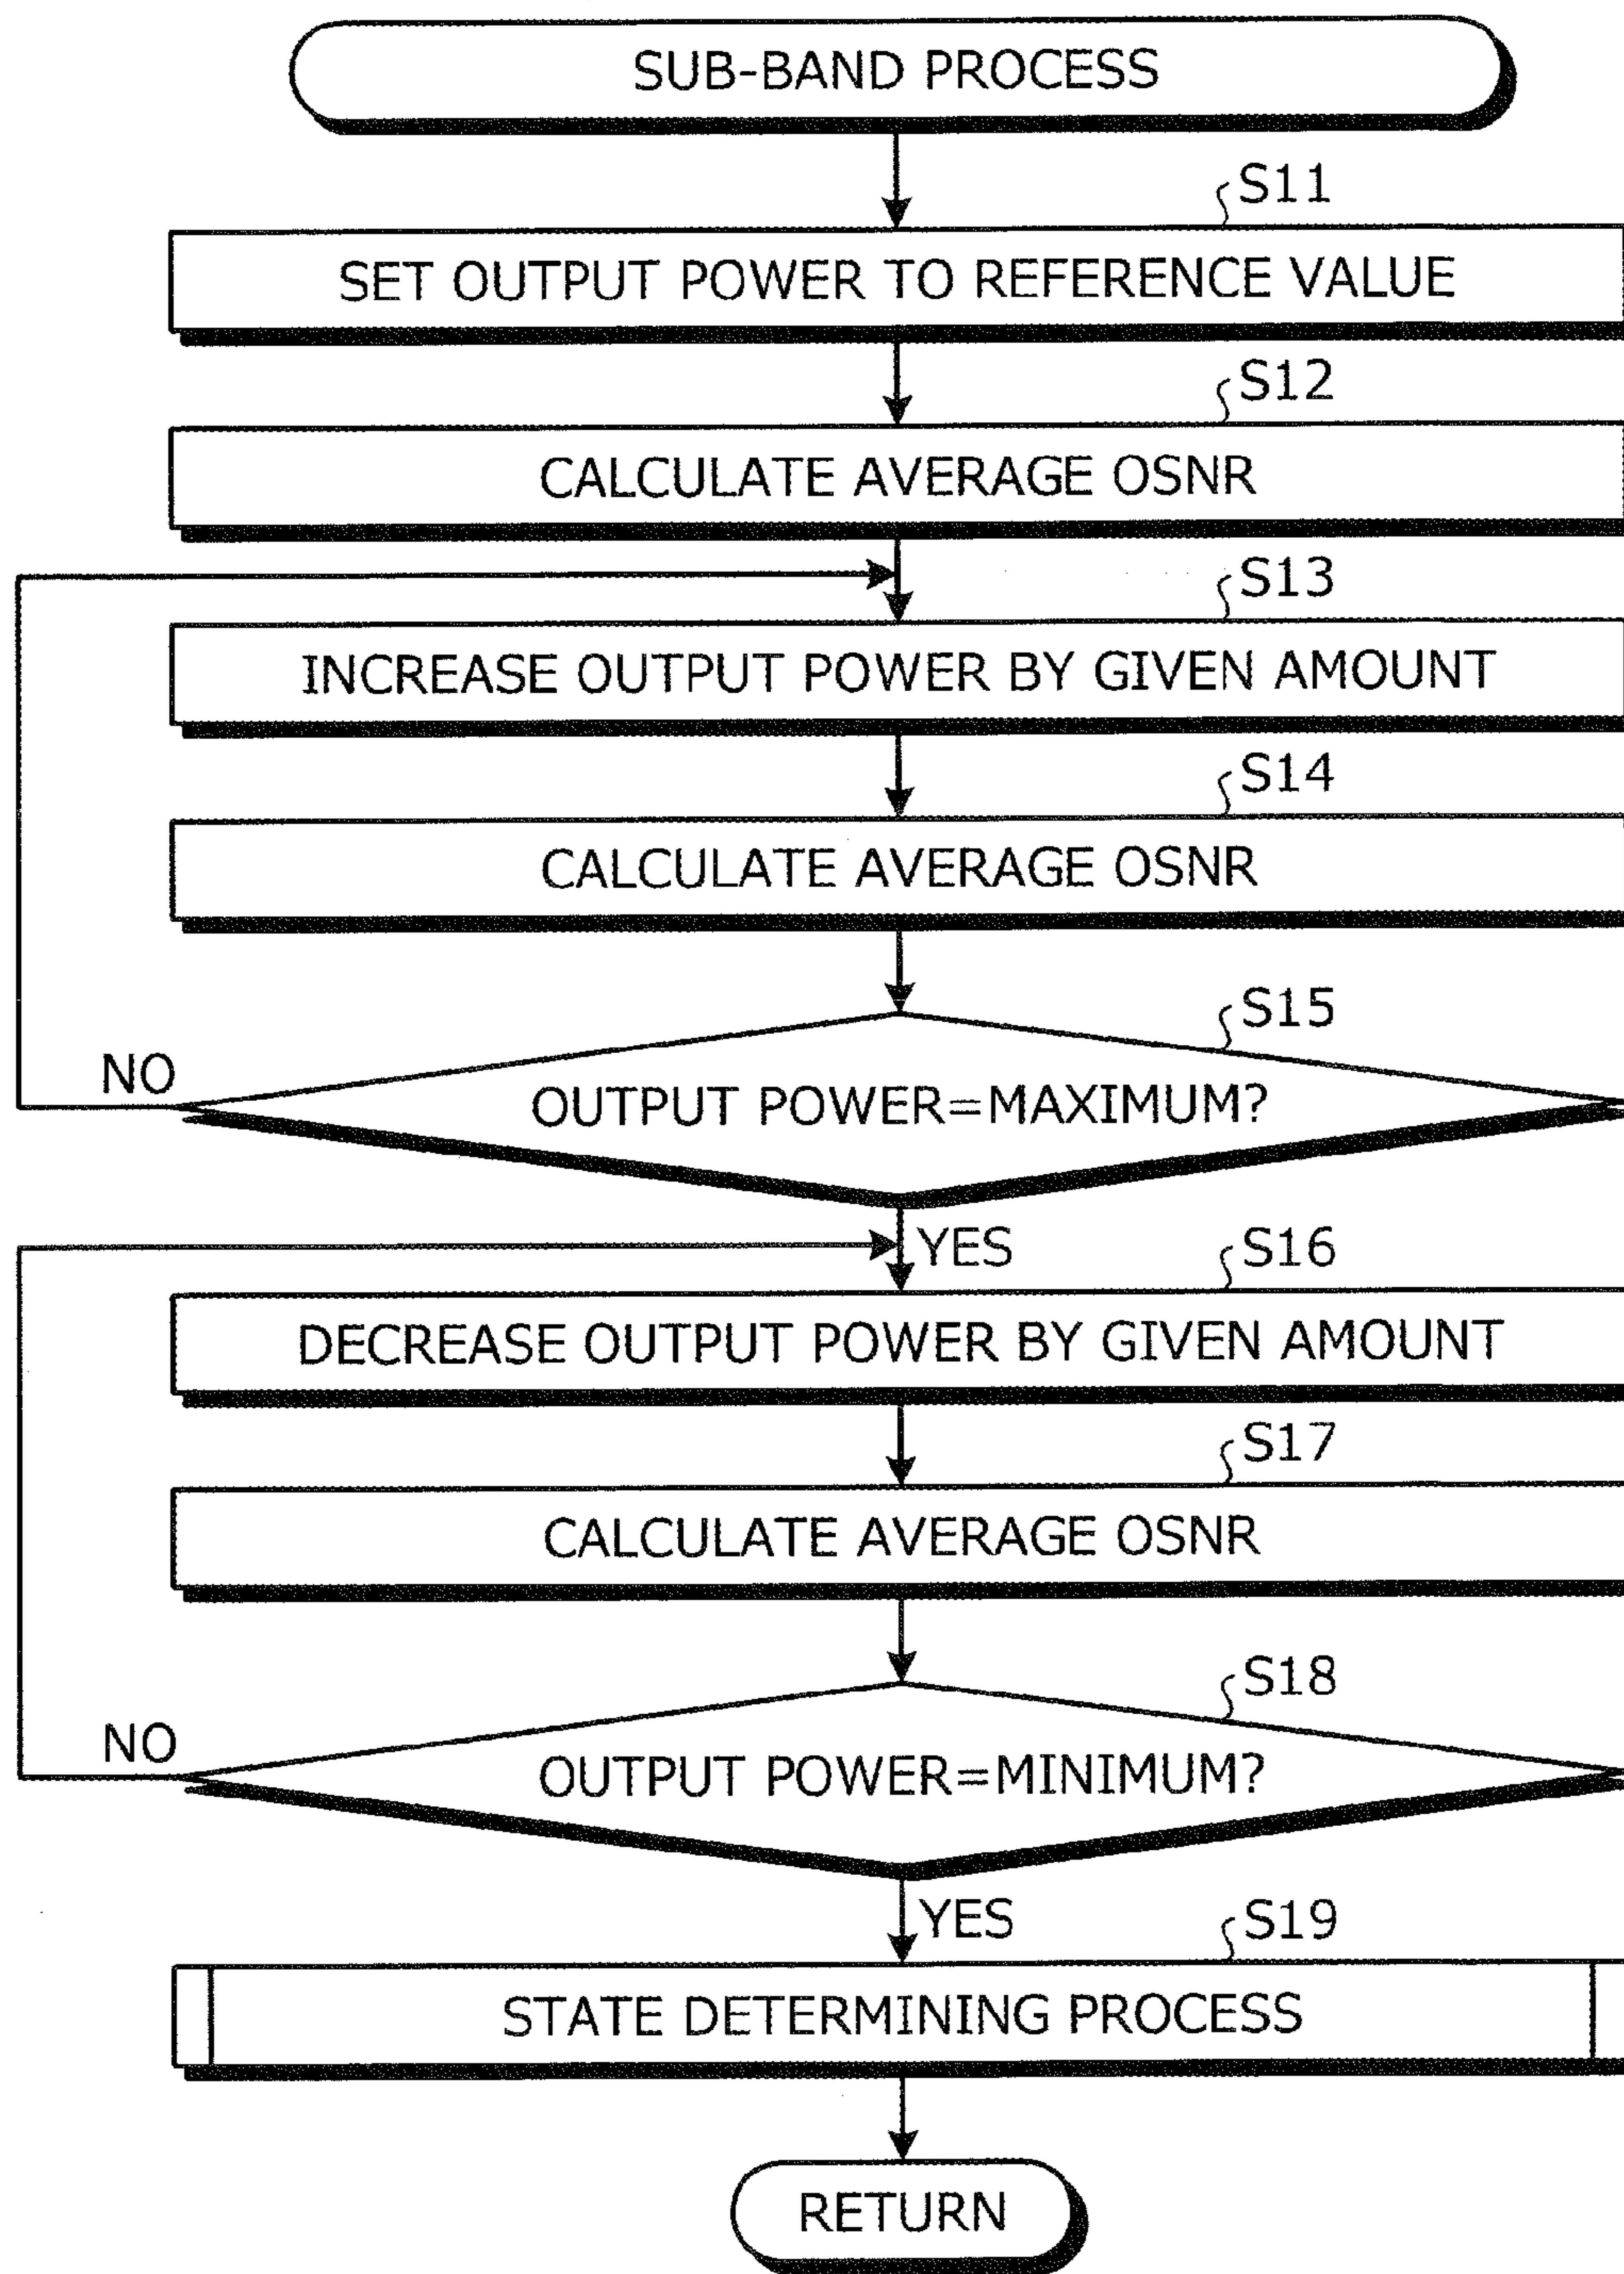 SUB-BAND PROCESS
S11
SET OUTPUT POWER TO REFERENCE VALUE
S12
CALCULATE AVERAGE OSNR
S13
INCREASE OUTPUT POWER BY GIVEN AMOUNT
S14
CALCULATE AVERAGE OSNR
S15
NO
OUTPUT POWER=MAXIMUM?
YES
S16
DECREASE OUTPUT POWER BY GIVEN AMOUNT
S17
CALCULATE AVERAGE OSNR
S18
NO
OUTPUT POWER=MINIMUM?
YES
S19
STATE DETERMINING PROCESS
RETURN